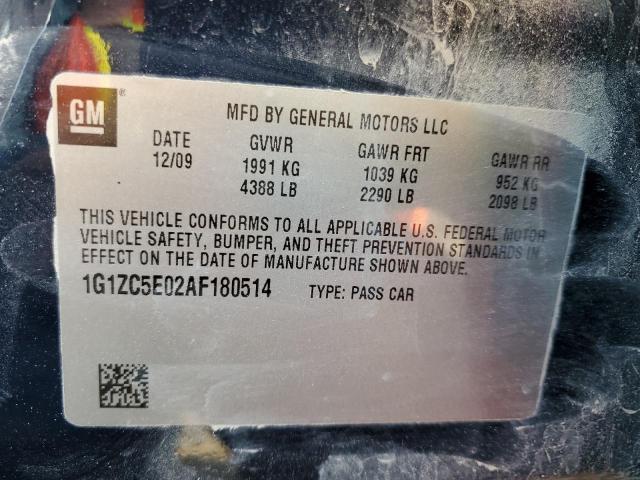 GM ®
MFD BY GENERAL MOTORS LLC
DATE GVWR GAWR FRT GAWR RR
12/09 1991 KG 1039 KG 952 KG
4388 LB 2290 LB 2098 LB
THIS VEHICLE CONFORMS TO ALL APPLICABLE U.S. FEDERAL MOTOR
VEHICLE SAFETY, BUMPER, AND THEFT PREVENTION STANDARDS IN
EFFECT ON THE DATE OF MANUFACTURE SHOWN ABOVE.
1G1ZC5E02AF180514 TYPE: PASS CAR